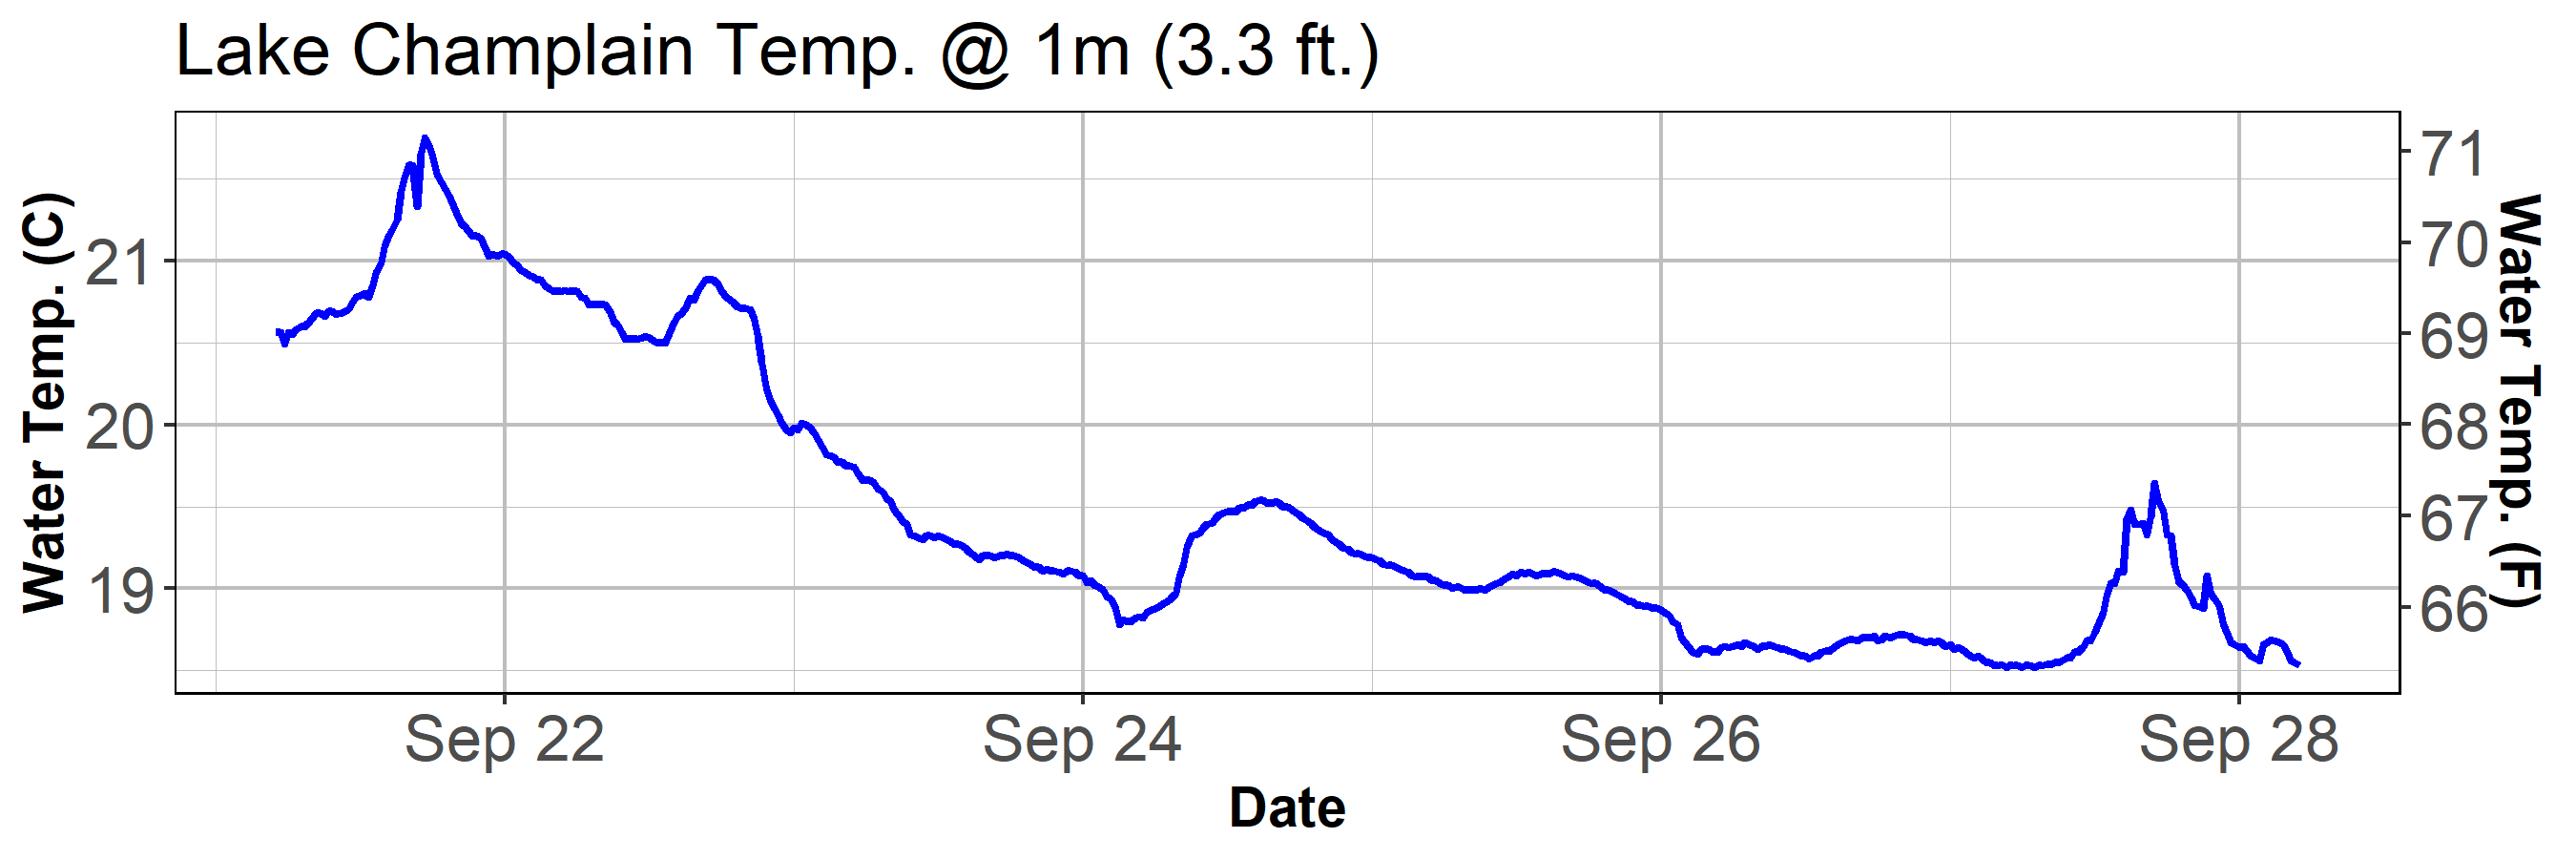 Lake Champlain Temp. @ 1m (3.3 ft.)
Water Temp. (C)
21
20
19
71
70
69
68
67
66
Water Temp. (F)
Sep 22 Sep 24 Sep 26 Sep 28
Date